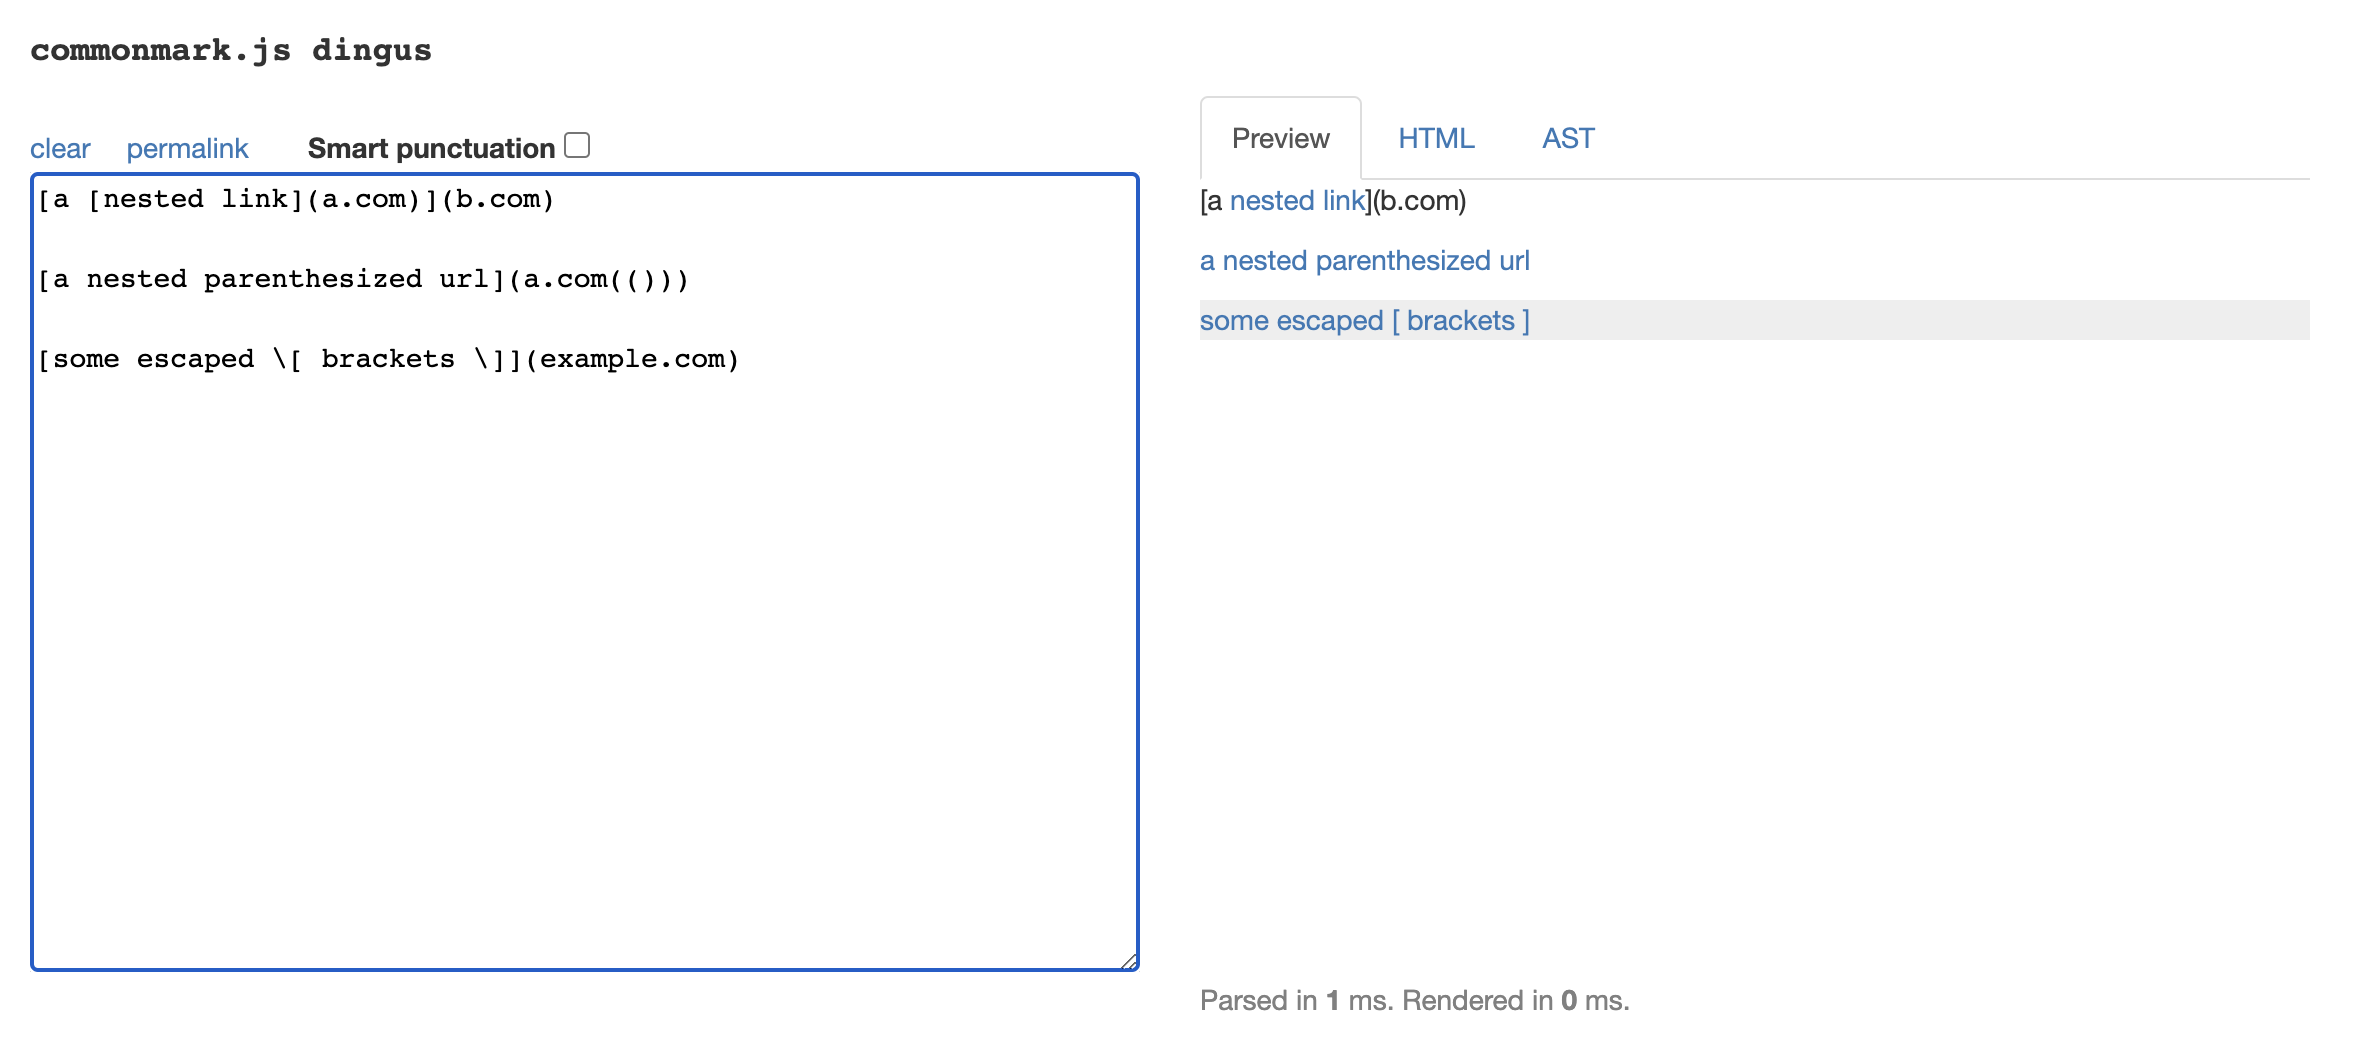 commonmark.js dingus
clear permalink Smart punctuation
[a [nested link](a.com)](b.com)
[a nested parenthesized url](a.com(()))
[some escaped \[ brackets \]](example.com)
Preview HTML AST
[a nested link](b.com)
a nested parenthesized url
some escaped [ brackets ]
Parsed in 1 ms. Rendered in 0 ms.